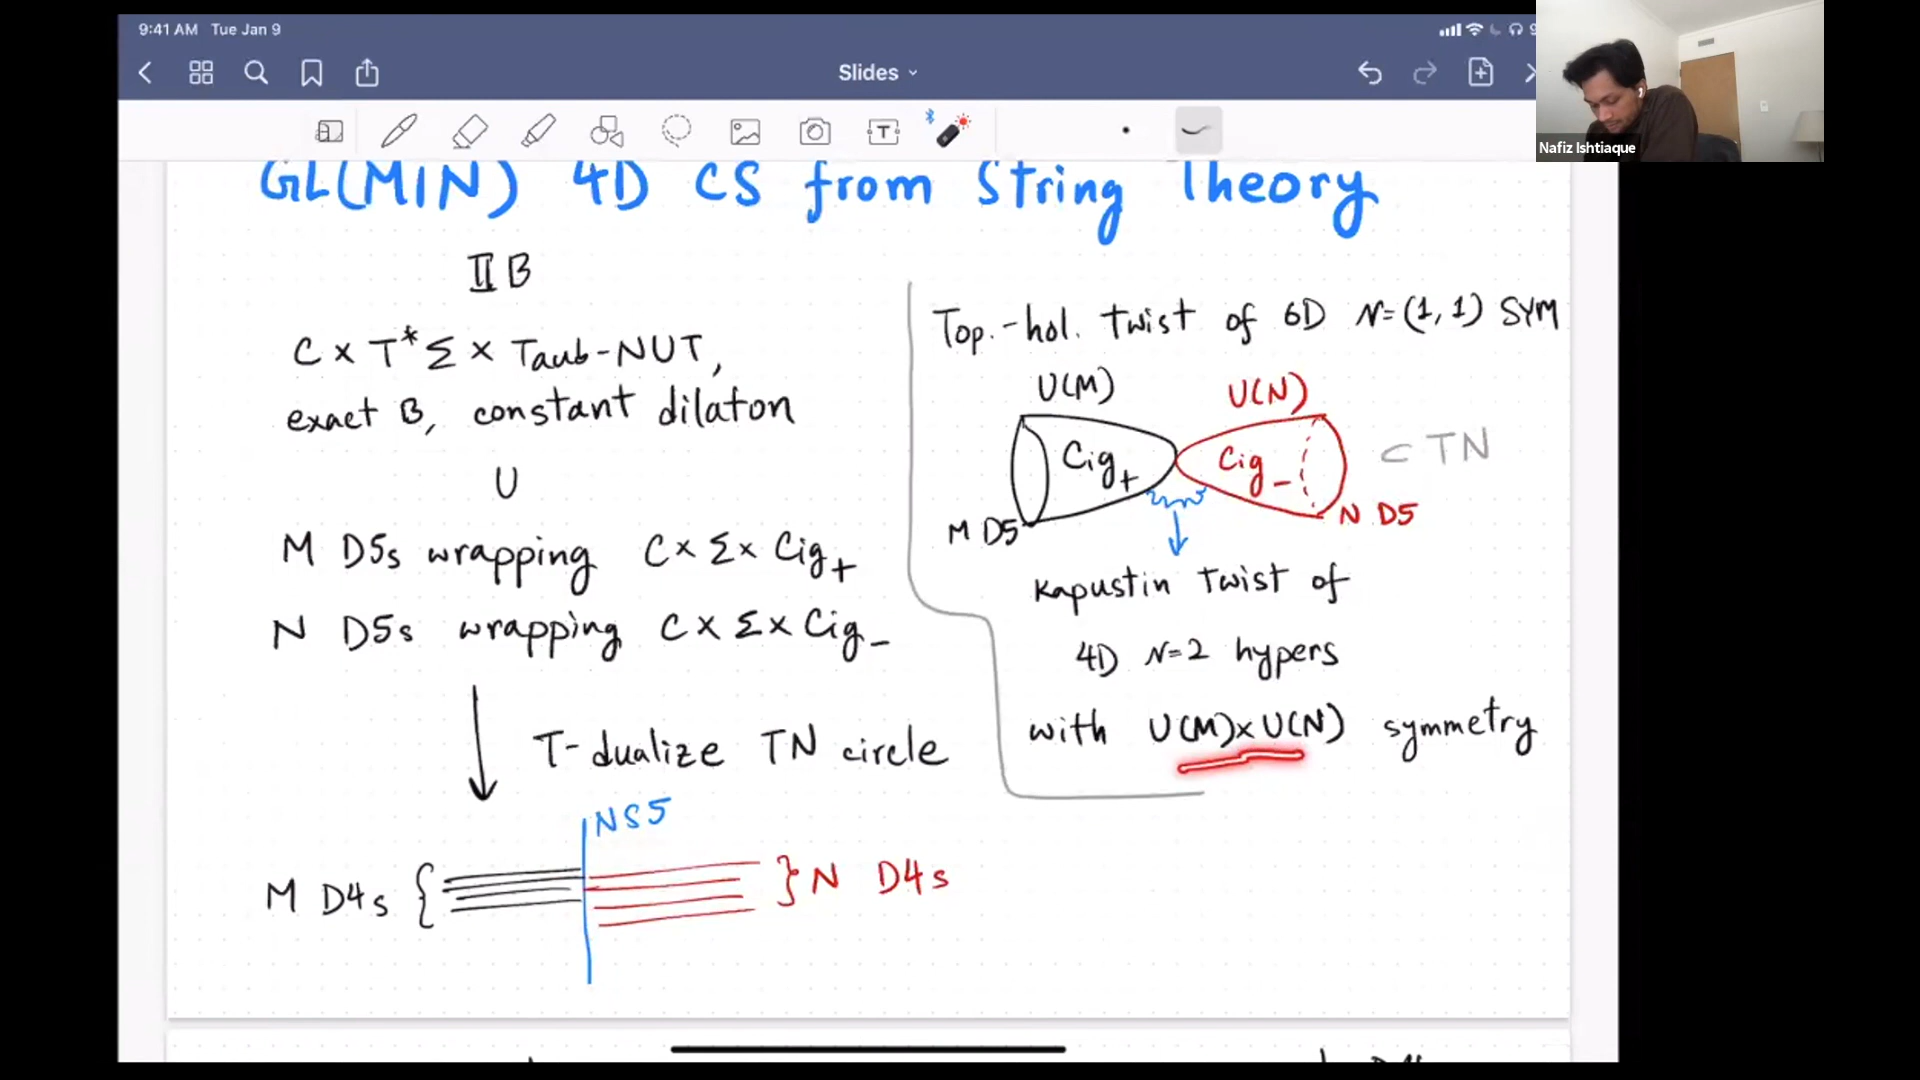 9:41 AM Tue Jan 9
Slides
Nafiz Ishtiaque
GL(M|N) 4D CS from String Theory
IIB
C × T*Σ × Taub-NUT,
exact B, constant dilaton
∪
M D5s wrapping C × Σ × Cig₊
N D5s wrapping C × Σ × Cig₋
T-dualize TN circle
NS5
M D4s {
} N D4s
Top.-hol. twist of 6D N=(1,1) SYM
U(M) U(N)
Cig₊ Cig₋ ⊂ TN
M D5 N D5
Kapustin twist of
4D N=2 hypers
with U(M)×U(N) symmetry